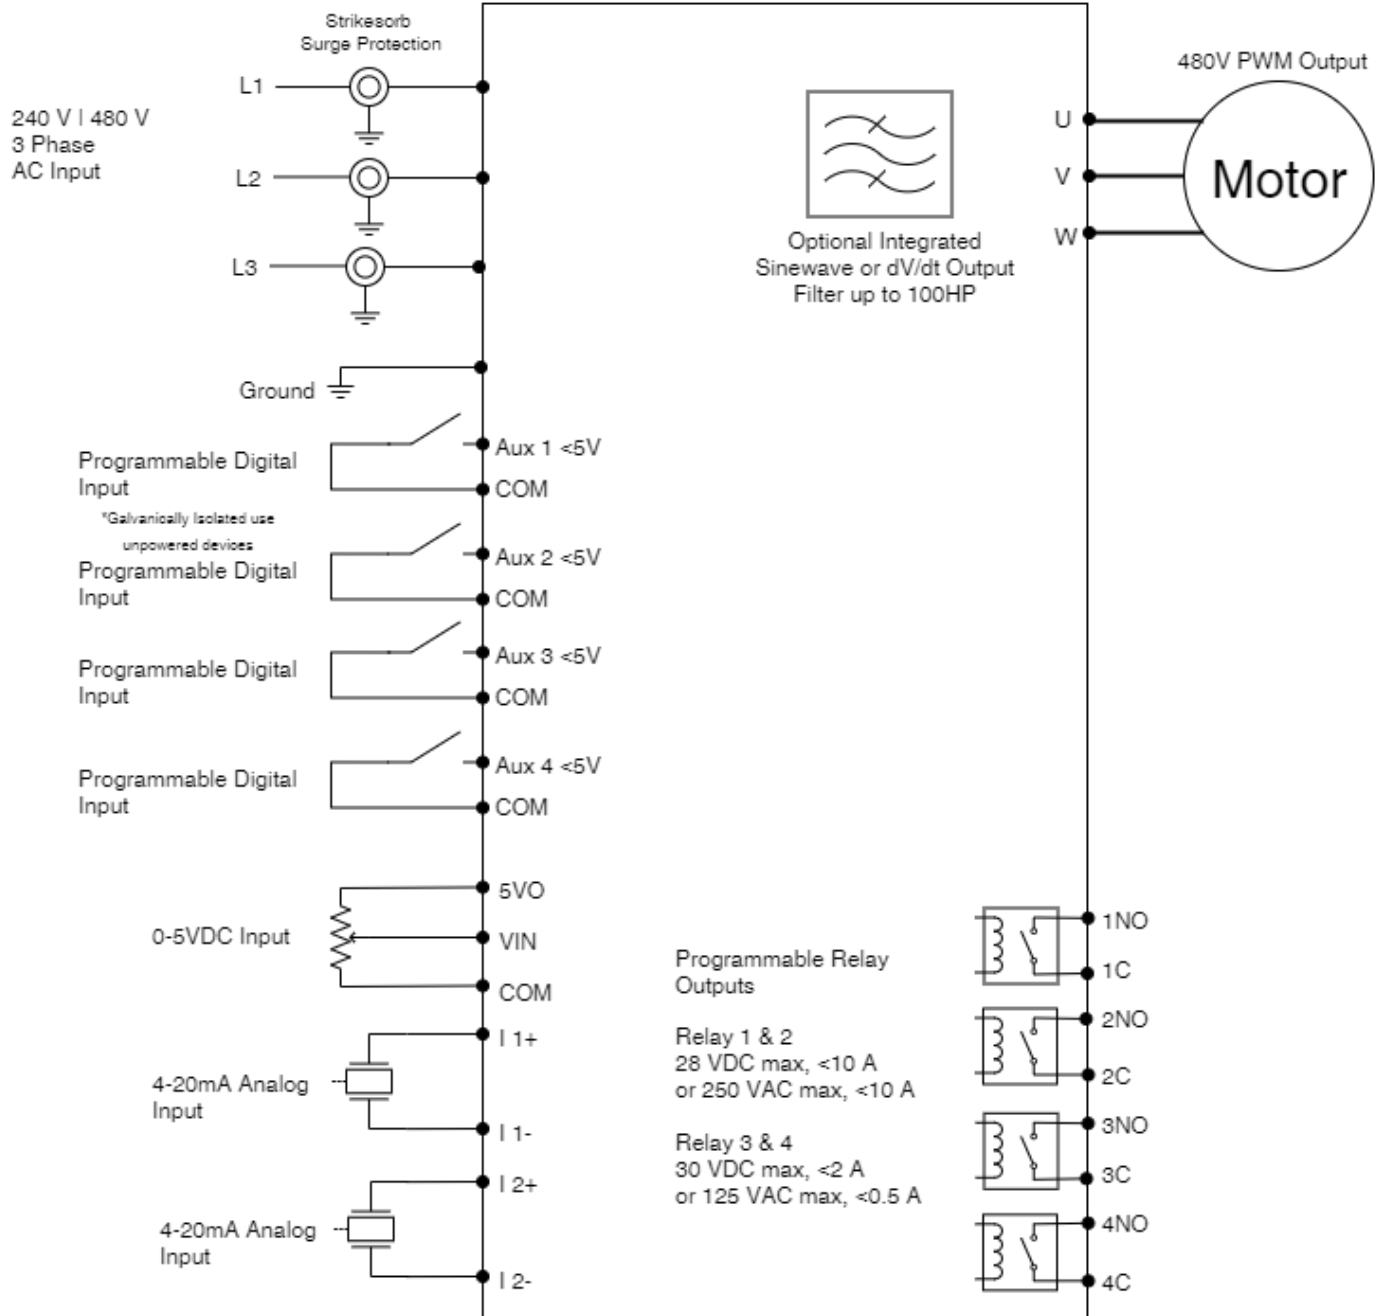 Strikesorb
Surge Protection
L1
240 V | 480 V
3 Phase
AC Input
L2
L3
Ground
480V PWM Output
U
V
W
Motor
Optional Integrated
Sinewave or dV/dt Output
Filter up to 100HP
Programmable Digital
Input
Aux 1 <5V
COM
*Galvanically Isolated use
unpowered devices
Programmable Digital
Input
Aux 2 <5V
COM
Programmable Digital
Input
Aux 3 <5V
COM
Programmable Digital
Input
Aux 4 <5V
COM
0-5VDC Input
5VO
VIN
COM
4-20mA Analog
Input
I 1+
I 1-
4-20mA Analog
Input
I 2+
I 2-
Programmable Relay
Outputs
Relay 1 & 2
28 VDC max, <10 A
or 250 VAC max, <10 A
Relay 3 & 4
30 VDC max, <2 A
or 125 VAC max, <0.5 A
1NO
1C
2NO
2C
3NO
3C
4NO
4C